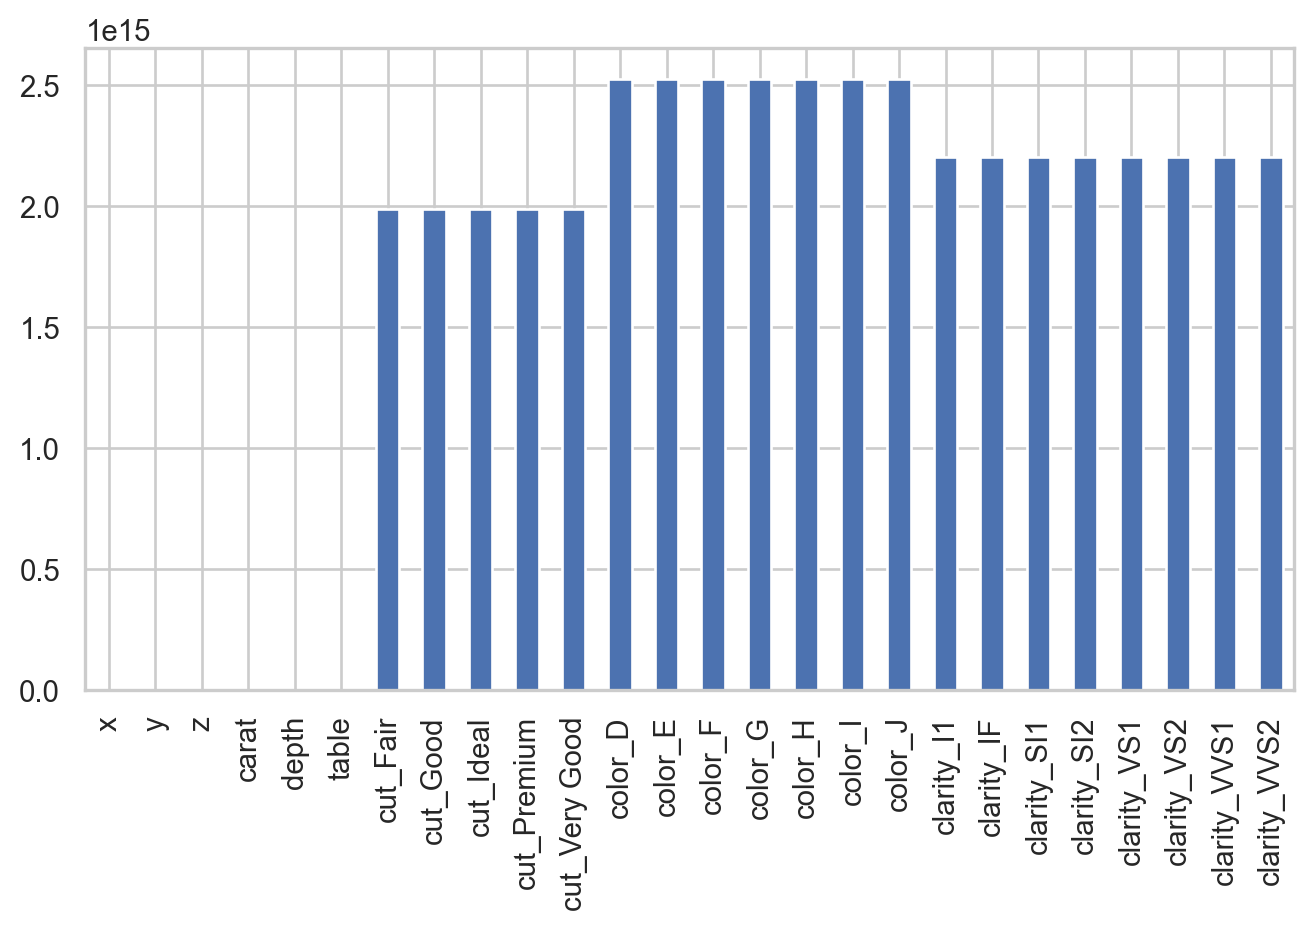 1e15
2.5
2.0
1.5
1.0
0.5
0.0
x
y
z
carat
depth
table
cut_Fair
cut_Good
cut_Ideal
cut_Premium
cut_Very Good
color_D
color_E
color_F
color_G
color_H
color_I
color_J
clarity_I1
clarity_IF
clarity_SI1
clarity_SI2
clarity_VS1
clarity_VS2
clarity_VVS1
clarity_VVS2